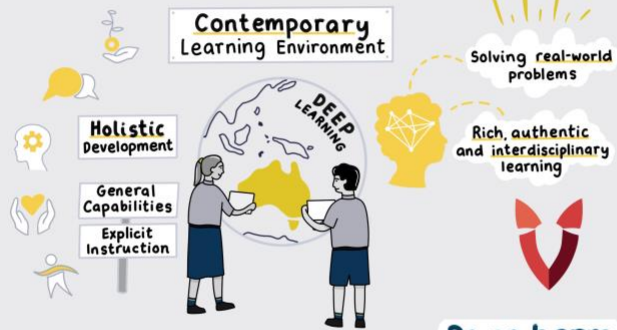 Contemporary
Learning Environment
DEEP
LEARNING
Solving real-world
problems
Holistic
Development
Rich, authentic
and interdisciplinary
learning
General
Capabilities
Explicit
Instruction